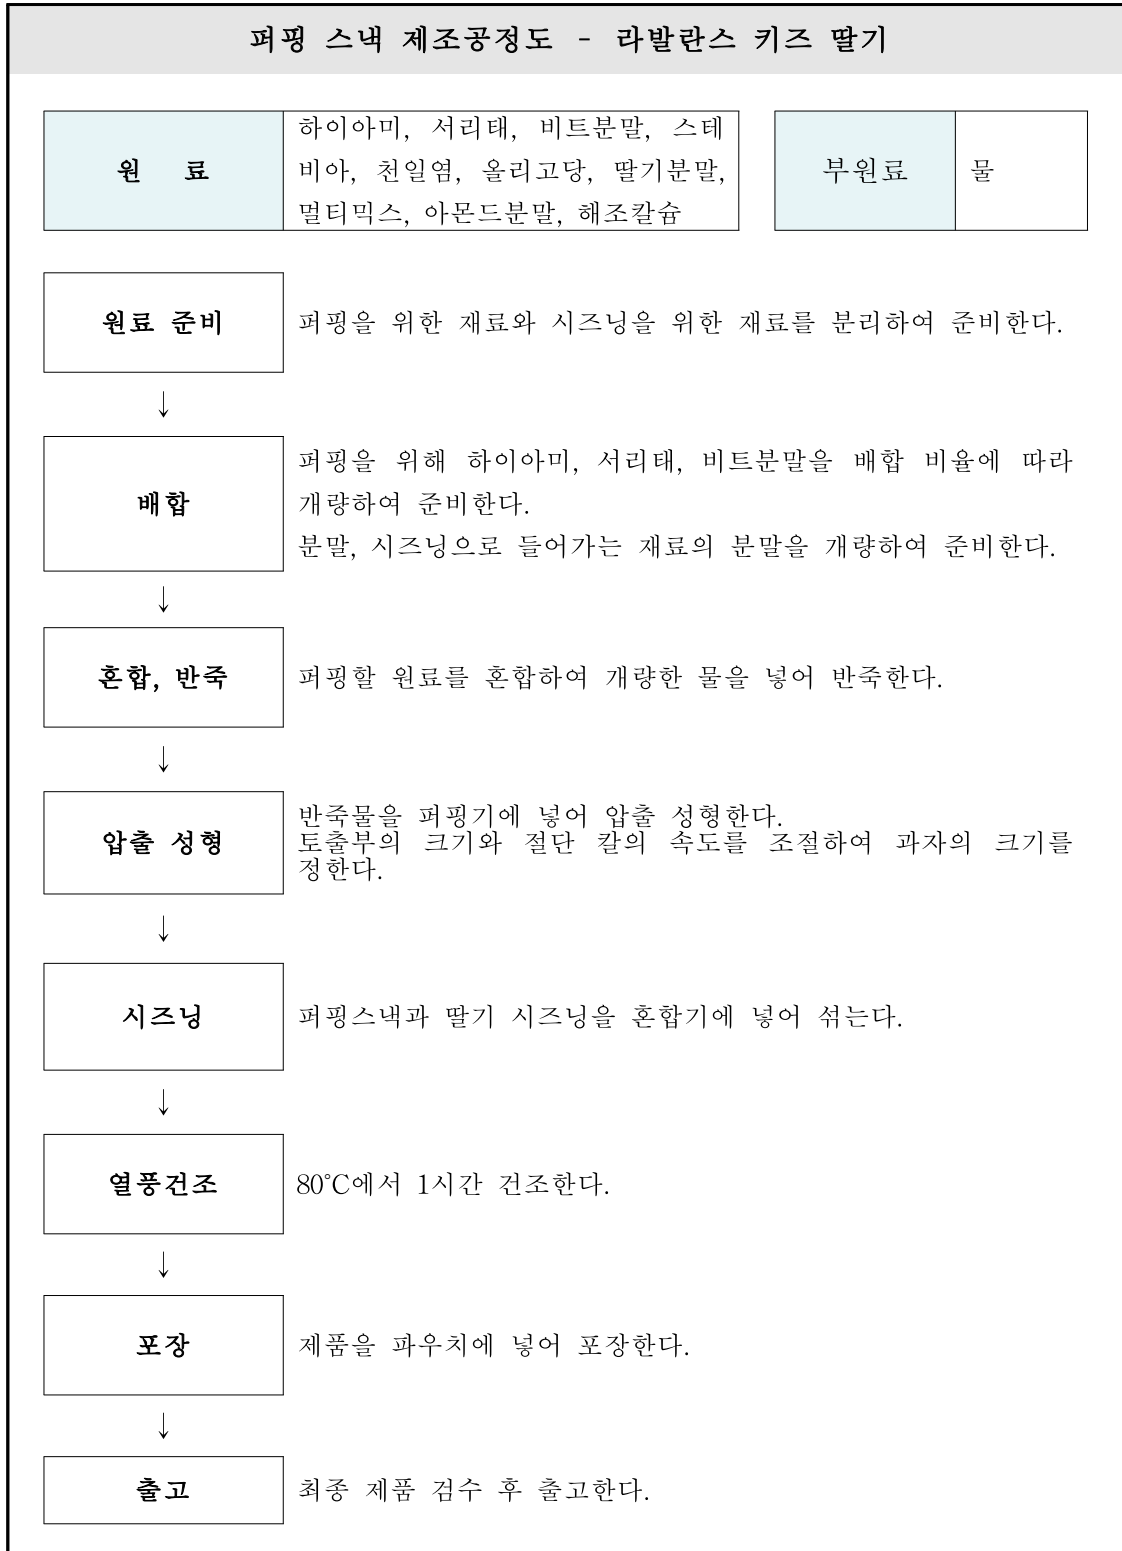 퍼핑 스낵 제조공정도 - 라발란스 키즈 딸기
원 료
하이아미, 서리태, 비트분말, 스테
비아, 천일염, 올리고당, 딸기분말,
멀티믹스, 아몬드분말, 해조칼슘
부원료
물
원료 준비
퍼핑을 위한 재료와 시즈닝을 위한 재료를 분리하여 준비한다.
↓
배합
퍼핑을 위해 하이아미, 서리태, 비트분말을 배합 비율에 따라
개량하여 준비한다.
분말, 시즈닝으로 들어가는 재료의 분말을 개량하여 준비한다.
↓
혼합, 반죽
퍼핑할 원료를 혼합하여 개량한 물을 넣어 반죽한다.
↓
압출 성형
반죽물을 퍼핑기에 넣어 압출 성형한다.
토출부의 크기와 절단 칼의 속도를 조절하여 과자의 크기를
정한다.
↓
시즈닝
퍼핑스낵과 딸기 시즈닝을 혼합기에 넣어 섞는다.
↓
열풍건조
80℃에서 1시간 건조한다.
↓
포장
제품을 파우치에 넣어 포장한다.
↓
출고
최종 제품 검수 후 출고한다.